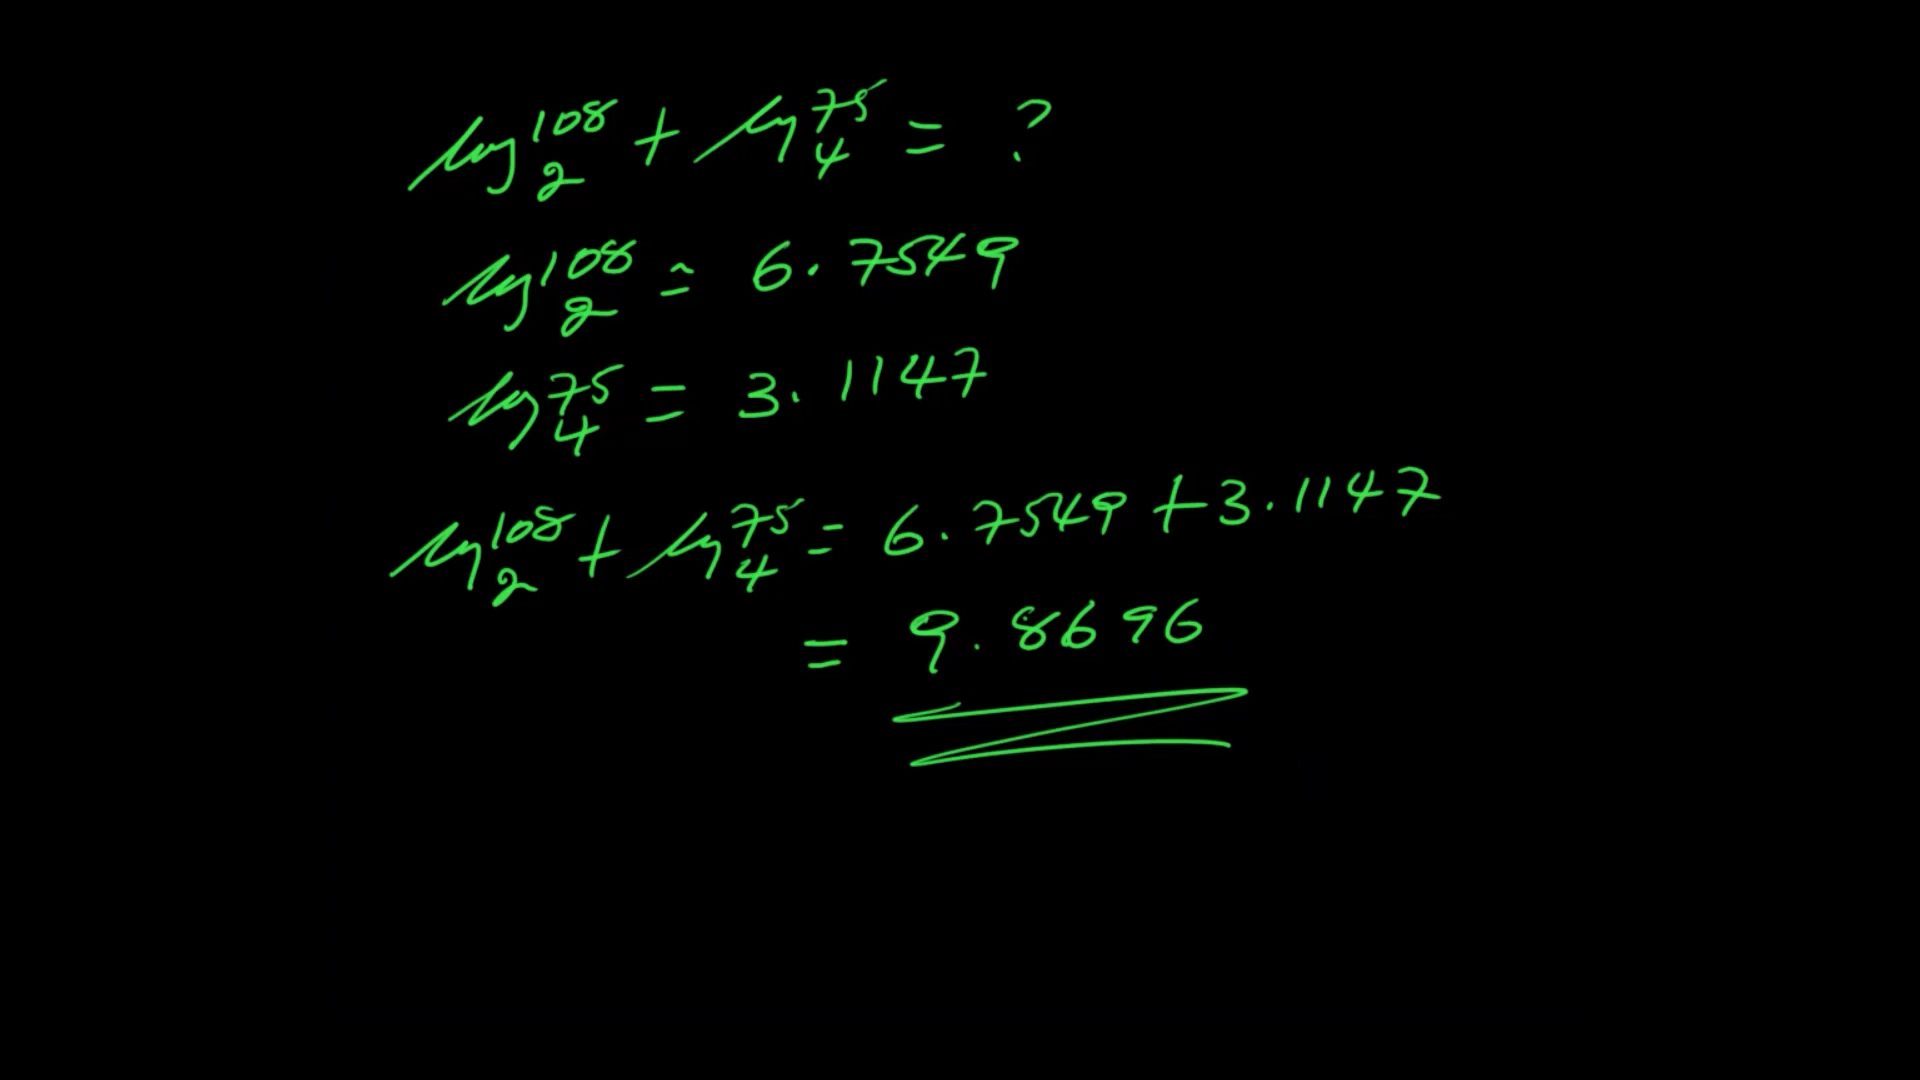 log₂¹⁰⁸ + log₄⁷⁵ = ?
log₂¹⁰⁸ = 6.7549
log₄⁷⁵ = 3.1147
log₂¹⁰⁸ + log₄⁷⁵ = 6.7549 + 3.1147
= 9.8696